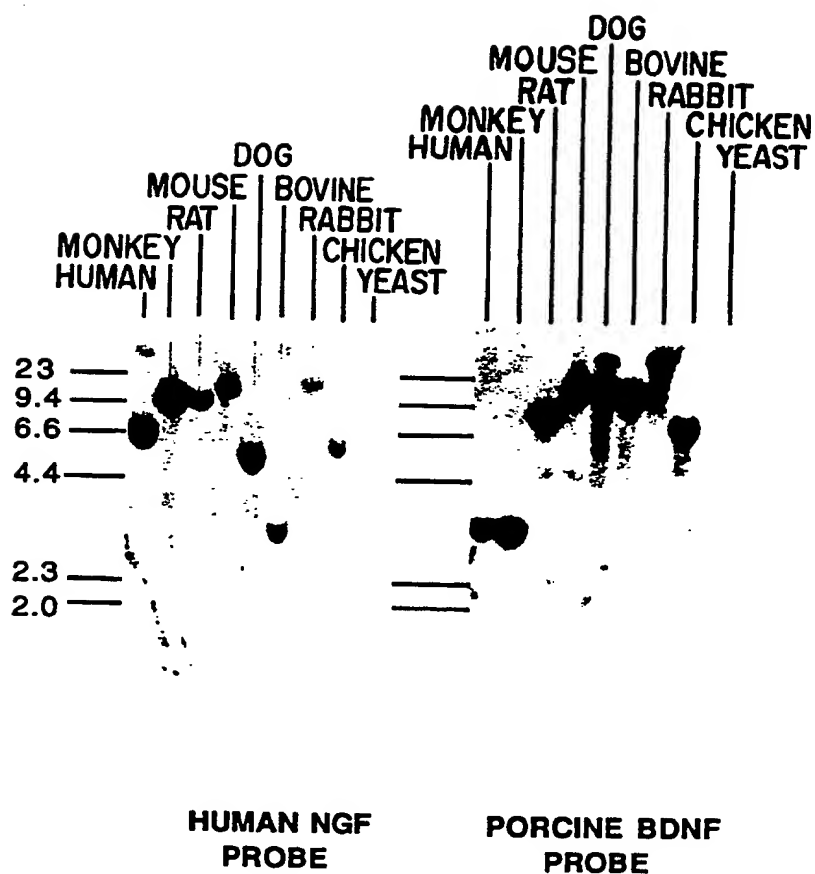 DOG
MOUSE BOVINE
RAT RABBIT
MONKEY CHICKEN
HUMAN YEAST
DOG
MOUSE BOVINE
RAT RABBIT
MONKEY CHICKEN
HUMAN YEAST
23
9.4
6.6
4.4
2.3
2.0
HUMAN NGF
PROBE
PORCINE BDNF
PROBE